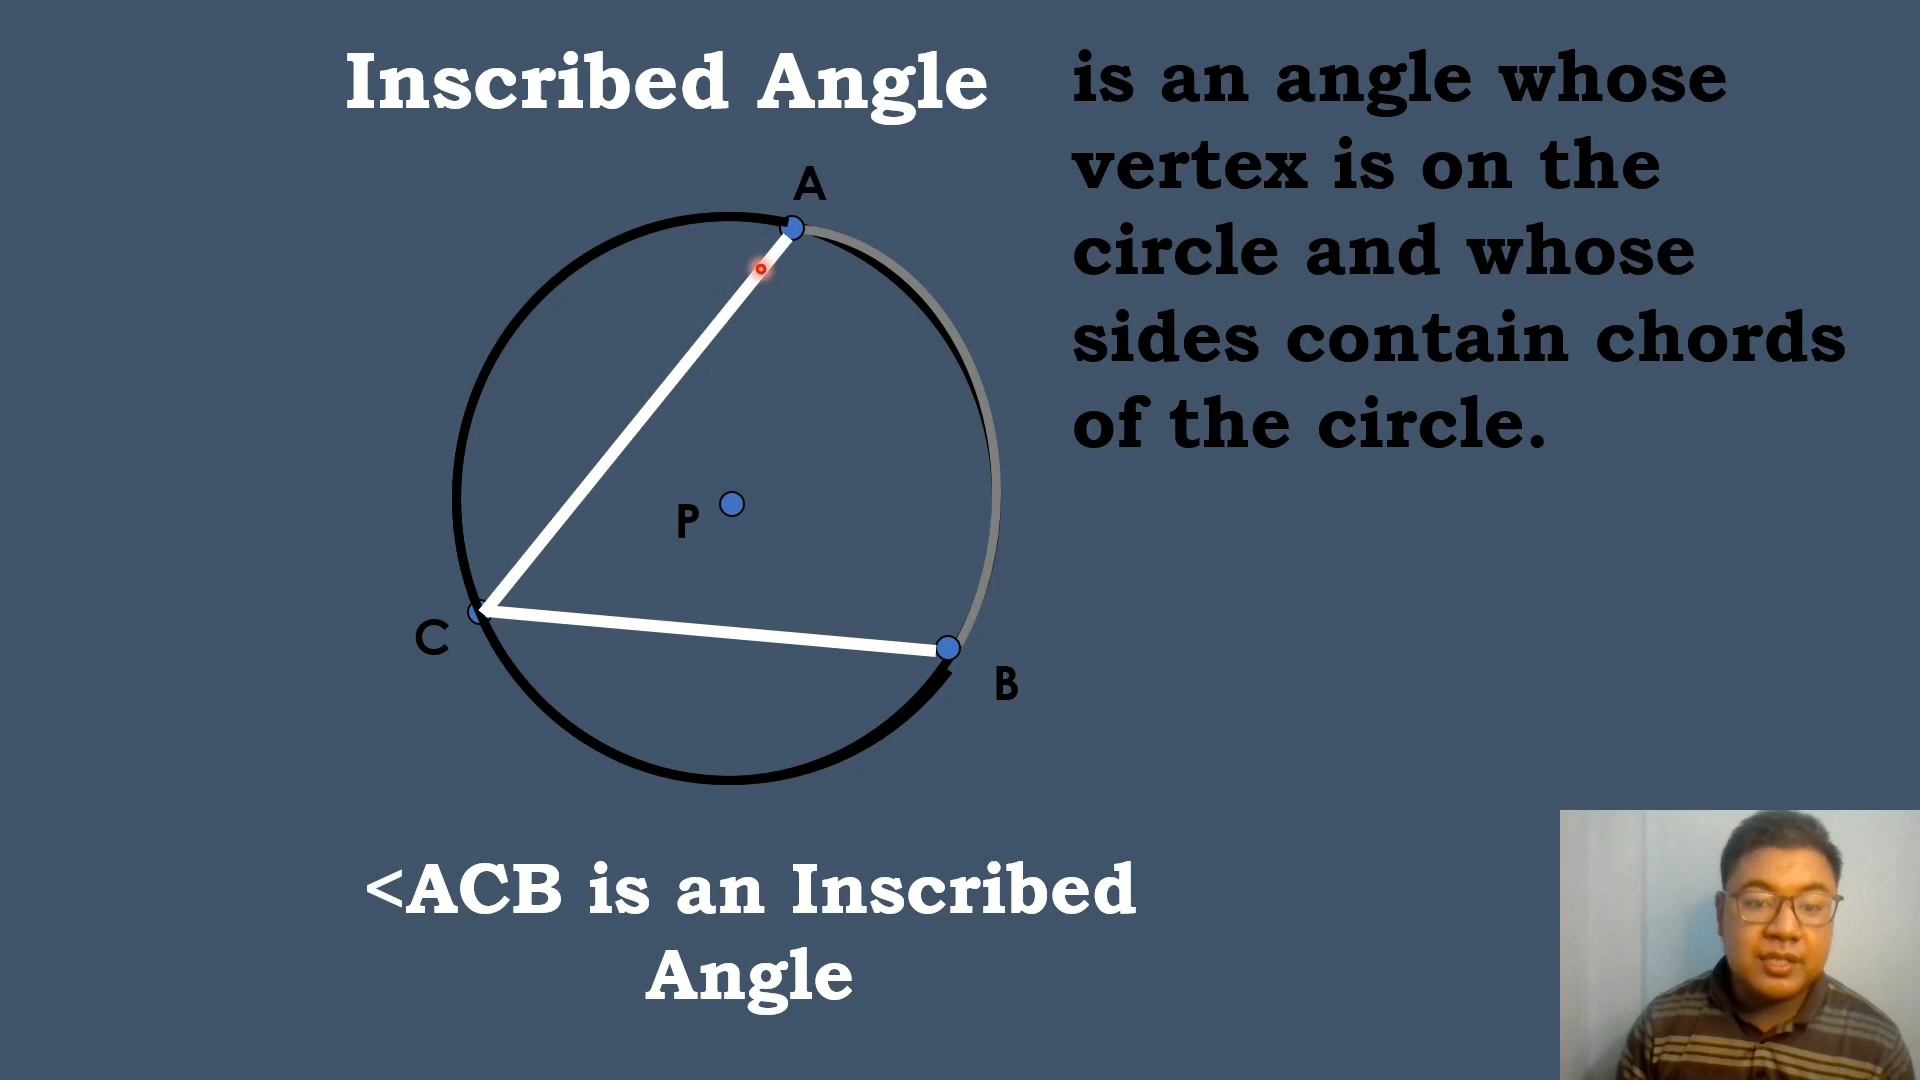 Inscribed Angle
is an angle whose
vertex is on the
circle and whose
sides contain chords
of the circle.
A
P
C
B
<ACB is an Inscribed
Angle